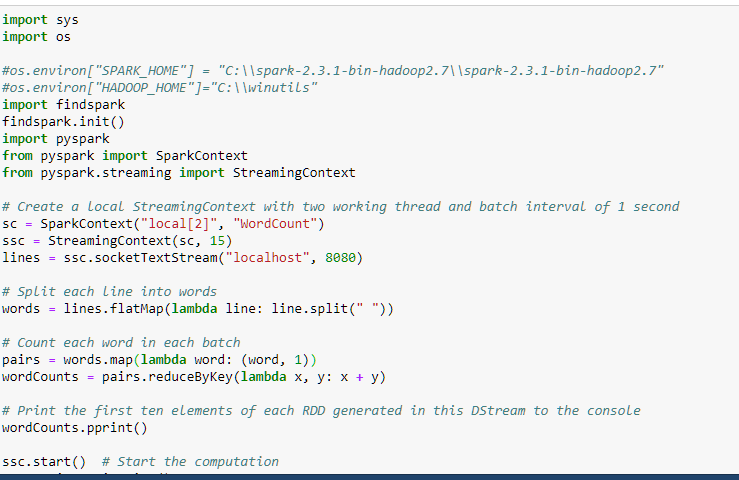 import sys
import os
#os.environ["SPARK_HOME"] = "C:\\spark-2.3.1-bin-hadoop2.7\\spark-2.3.1-bin-hadoop2.7"
#os.environ["HADOOP_HOME"]="C:\\winutils"
import findspark
findspark.init()
import pyspark
from pyspark import SparkContext
from pyspark.streaming import StreamingContext
# Create a local StreamingContext with two working thread and batch interval of 1 second
sc = SparkContext("local[2]", "WordCount")
ssc = StreamingContext(sc, 15)
lines = ssc.socketTextStream("localhost", 8080)
# Split each line into words
words = lines.flatMap(lambda line: line.split(" "))
# Count each word in each batch
pairs = words.map(lambda word: (word, 1))
wordCounts = pairs.reduceByKey(lambda x, y: x + y)
# Print the first ten elements of each RDD generated in this DStream to the console
wordCounts.pprint()
ssc.start()  # Start the computation